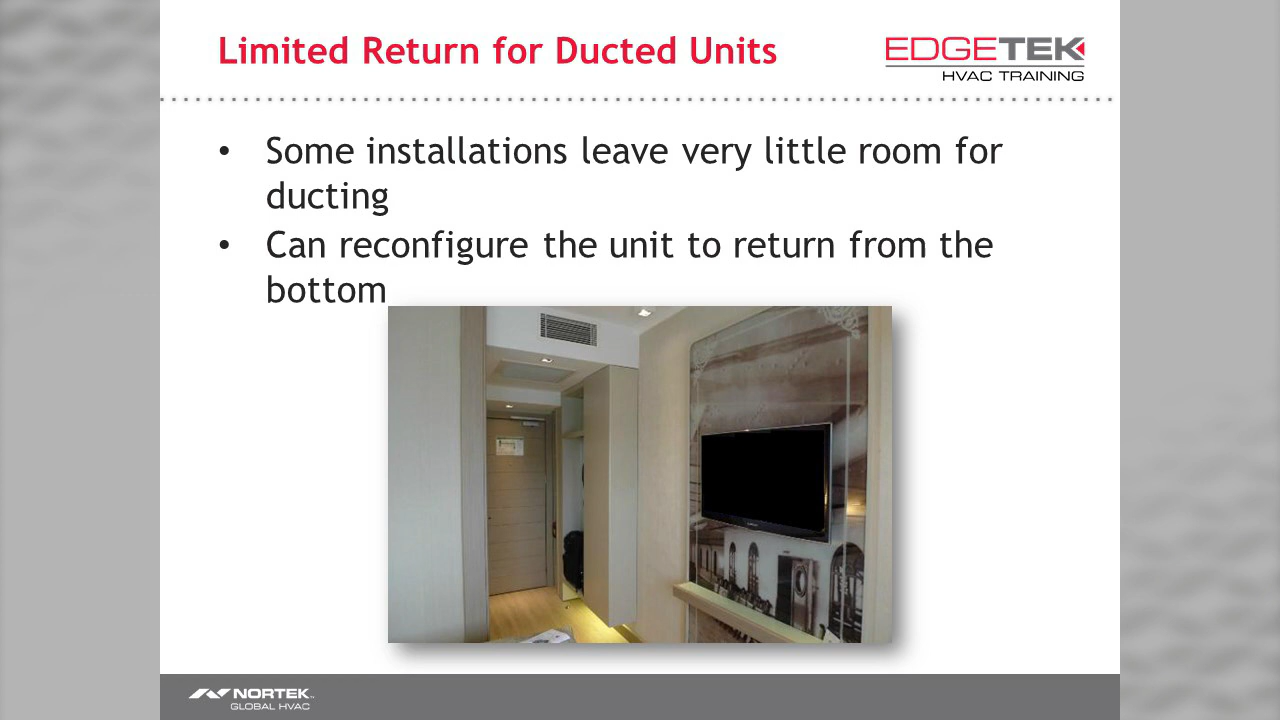 Limited Return for Ducted Units
EDGETEK
HVAC TRAINING
• Some installations leave very little room for
ducting
• Can reconfigure the unit to return from the
bottom
NORTEK
GLOBAL HVAC